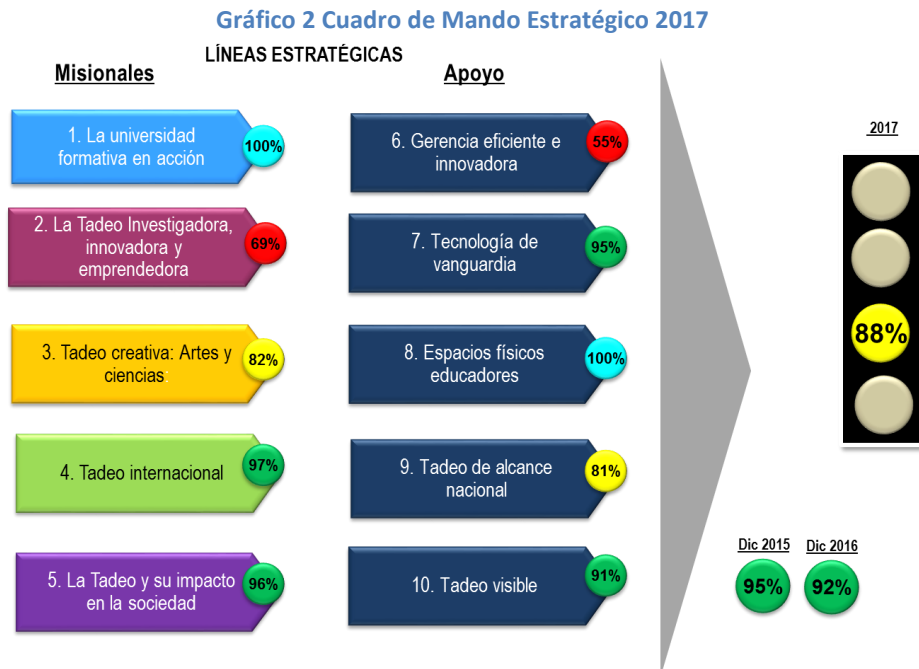 Gráfico 2 Cuadro de Mando Estratégico 2017
LÍNEAS ESTRATÉGICAS
Misionales
1. La universidad
formativa en acción
100%
2. La Tadeo Investigadora,
innovadora y
emprendedora
69%
3. Tadeo creativa: Artes y
ciencias
82%
4. Tadeo internacional
97%
5. La Tadeo y su impacto
en la sociedad
96%
Apoyo
6. Gerencia eficiente e
innovadora
55%
7. Tecnología de
vanguardia
95%
8. Espacios físicos
educadores
100%
9. Tadeo de alcance
nacional
81%
10. Tadeo visible
91%
2017
88%
Dic 2015
95%
Dic 2016
92%